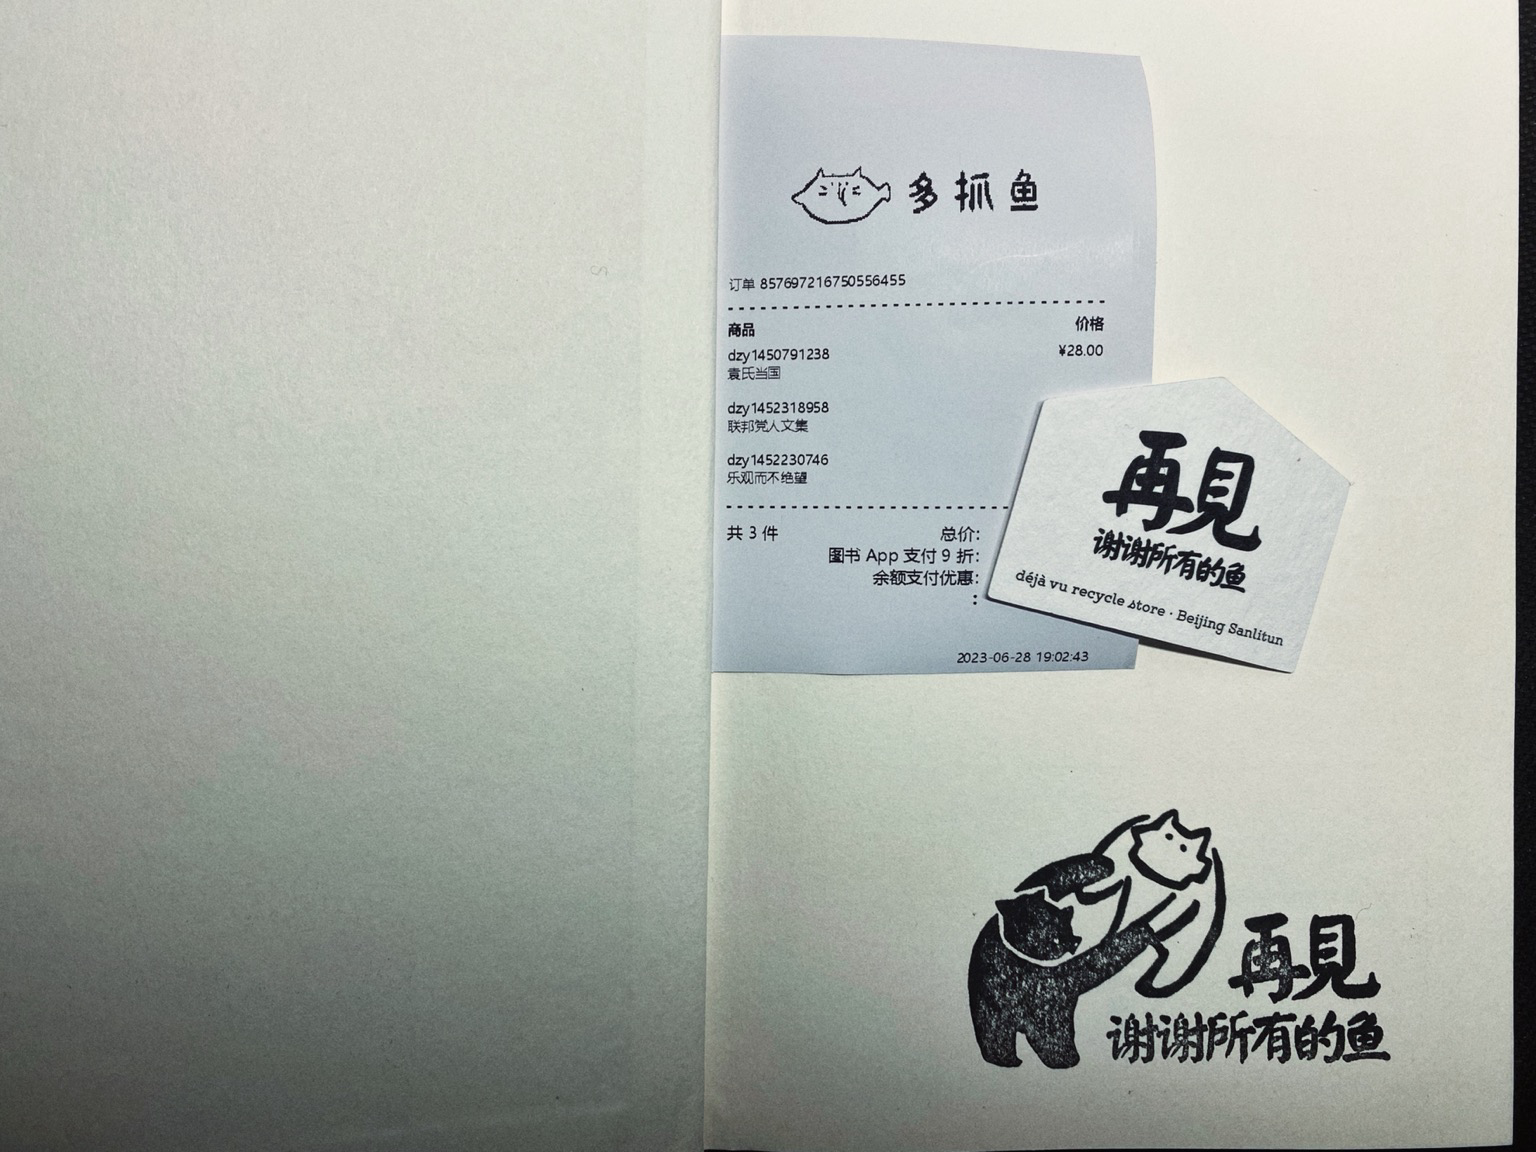 多抓鱼
订单 857697216750556455
商品 价格
dzy1450791238 ¥28.00
袁氏当国
dzy1452318958
联邦党人文集
dzy1452230746
乐观而不绝望
共 3 件 总价:
图书 App 支付 9 折:
余额支付优惠:
:
2023-06-28 19:02:43
再見
谢谢所有的鱼
déjà vu recycle store · Beijing Sanlitun
再見
谢谢所有的鱼